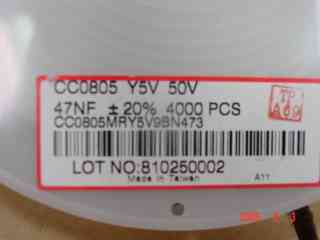 CC0805 Y5V 50V
47NF ±20% 4000 PCS
CC0805MRY5V9BN473
LOT NO:810250002
Made in Taiwan
A11